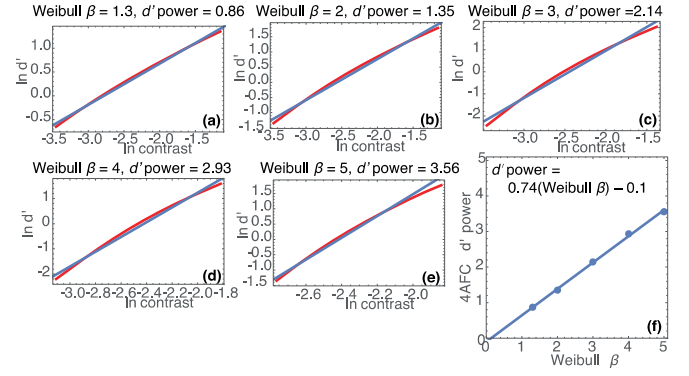 Weibull β = 1.3, d′ power = 0.86
Weibull β = 2, d′ power = 1.35
Weibull β = 3, d′ power =2.14
ln d′
1.0
0.5
0.0
-0.5
(a)
-3.5 -3.0 -2.5 -2.0 -1.5
ln contrast
ln d′
1.5
1.0
0.5
0.0
-0.5
-1.0
-1.5
(b)
-3.5 -3.0 -2.5 -2.0 -1.5
ln contrast
ln d′
2
1
0
-1
-2
(c)
-3.0 -2.5 -2.0 -1.5
ln contrast
Weibull β = 4, d′ power = 2.93
Weibull β = 5, d′ power = 3.56
ln d′
2
1
0
-1
-2
(d)
-3.0 -2.8 -2.6 -2.4 -2.2 -2.0 -1.8
ln contrast
ln d′
1.5
1.0
0.5
0.0
-0.5
-1.0
-1.5
(e)
-2.6 -2.4 -2.2 -2.0
ln contrast
4AFC d′ power
5
4
3
2
1
0
d′ power =
0.74(Weibull β) – 0.1
(f)
0 1 2 3 4 5
Weibull β